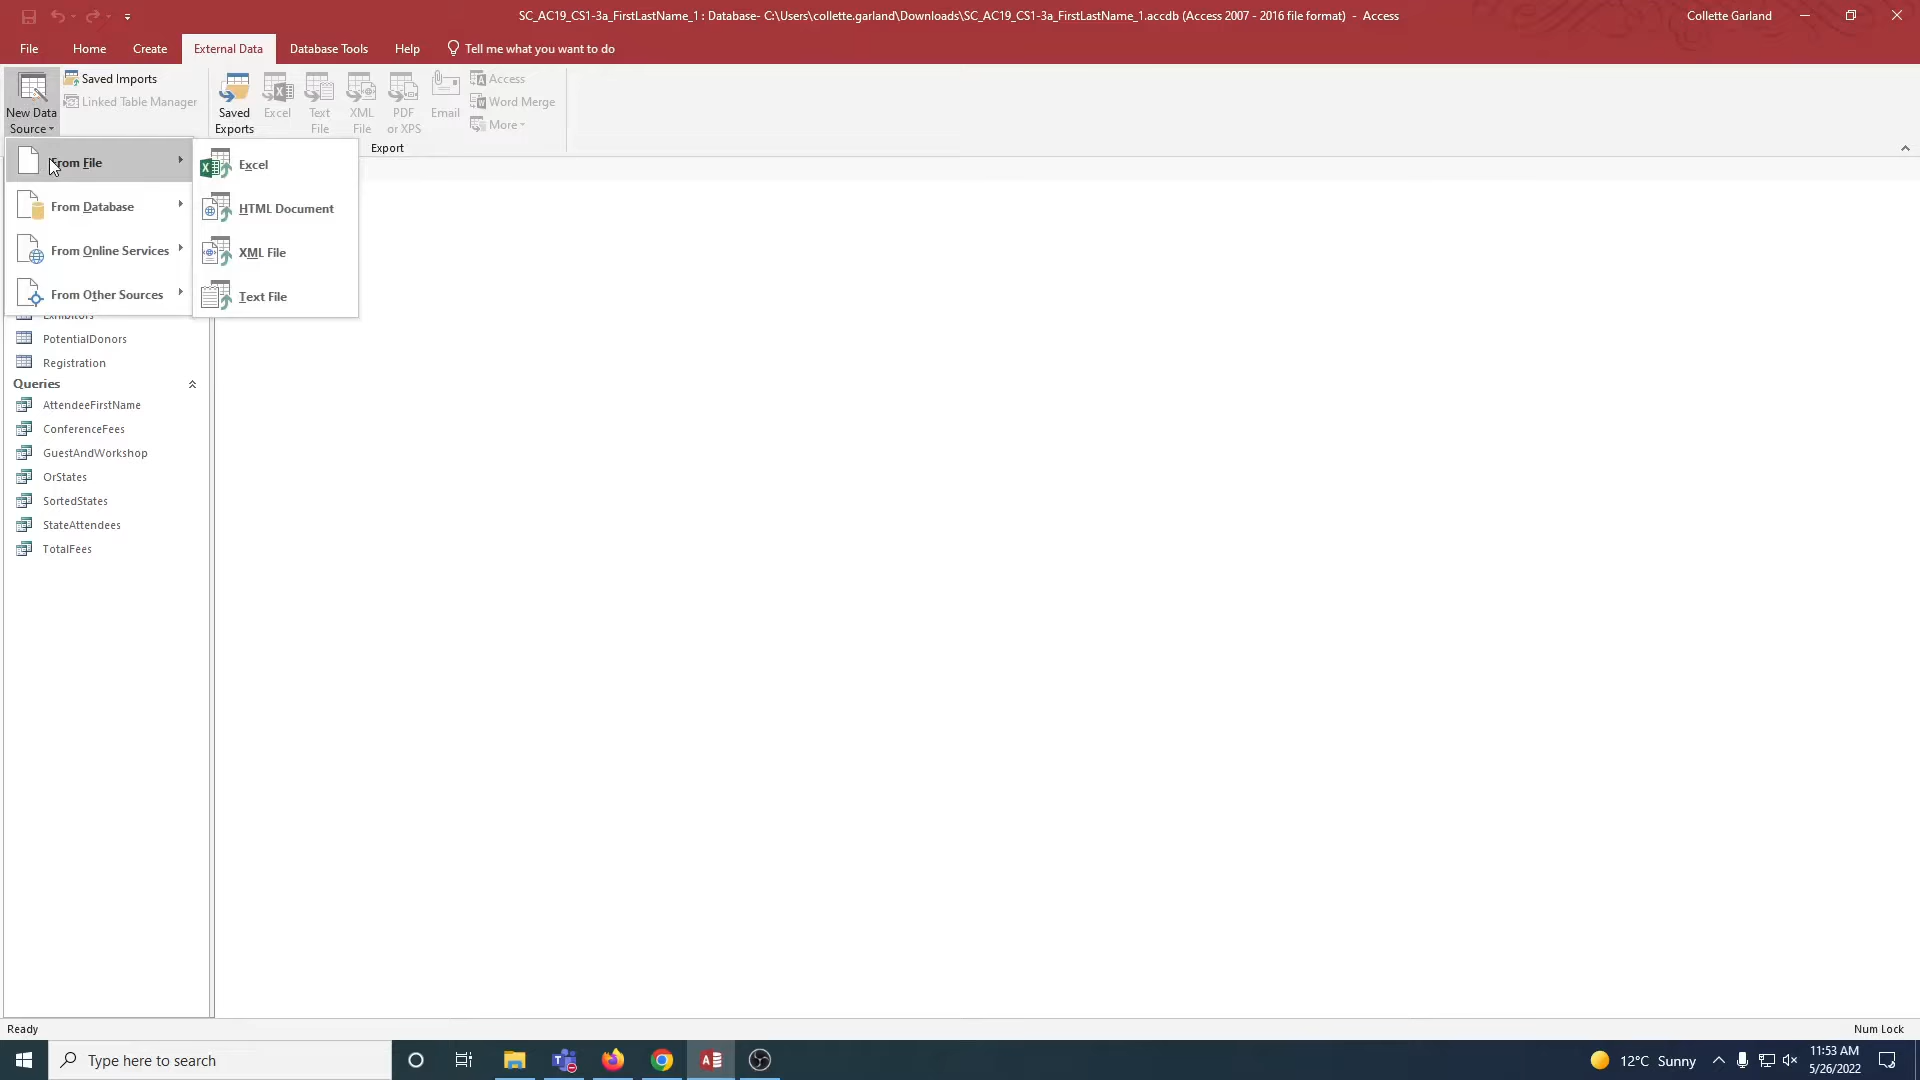 SC_AC19_CS1-3a_FirstLastName_1 : Database- C:\Users\collette.garland\Downloads\SC_AC19_CS1-3a_FirstLastName_1.accdb (Access 2007 - 2016 file format) - Access
Collette Garland
File Home Create External Data Database Tools Help Tell me what you want to do
New Data Source
Saved Imports
Linked Table Manager
Saved Exports
Excel
Text File
XML File
PDF or XPS
Email
Access
Word Merge
More
Export
From File
From Database
From Online Services
From Other Sources
Excel
HTML Document
XML File
Text File
Exhibitors
PotentialDonors
Registration
Queries
AttendeeFirstName
ConferenceFees
GuestAndWorkshop
OrStates
SortedStates
StateAttendees
TotalFees
Ready
Num Lock
Type here to search
12°C Sunny
11:53 AM
5/26/2022